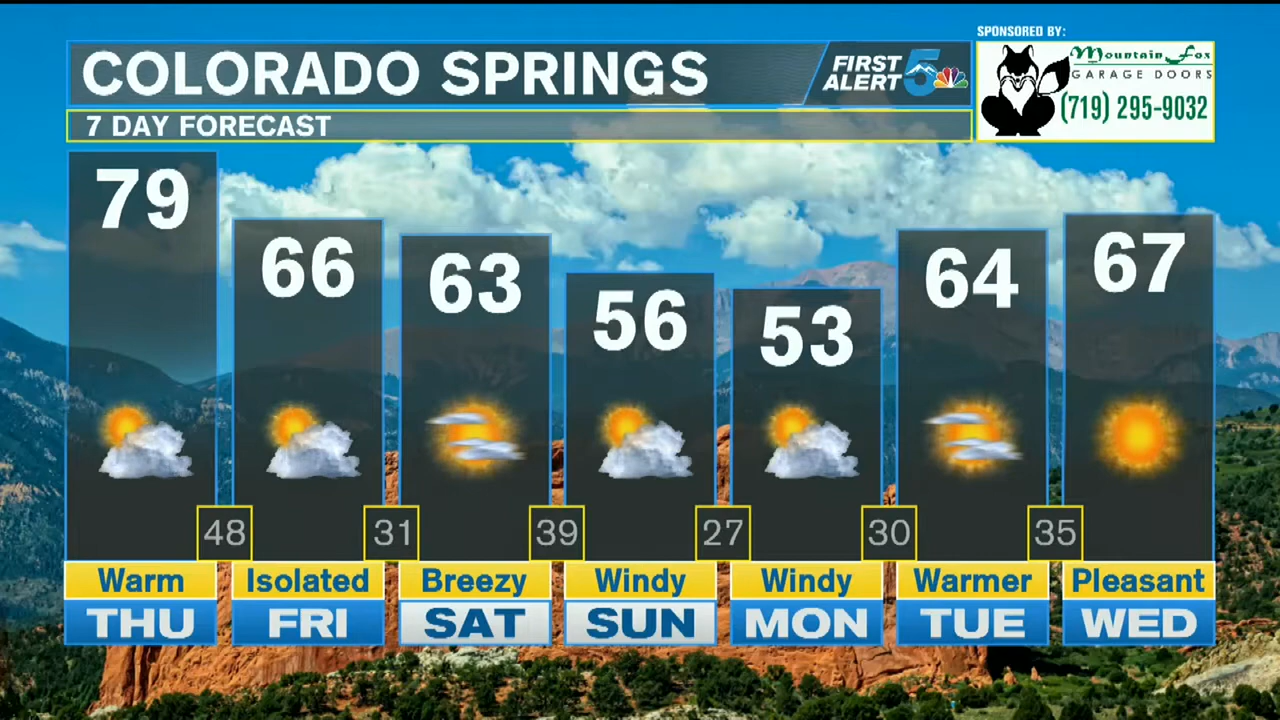 SPONSORED BY:
COLORADO SPRINGS
FIRST
ALERT 5
Mountain Fox
GARAGE DOORS
(719) 295-9032
7 DAY FORECAST
79 66 63 56 53 64 67
48 31 39 27 30 35
Warm Isolated Breezy Windy Windy Warmer Pleasant
THU FRI SAT SUN MON TUE WED